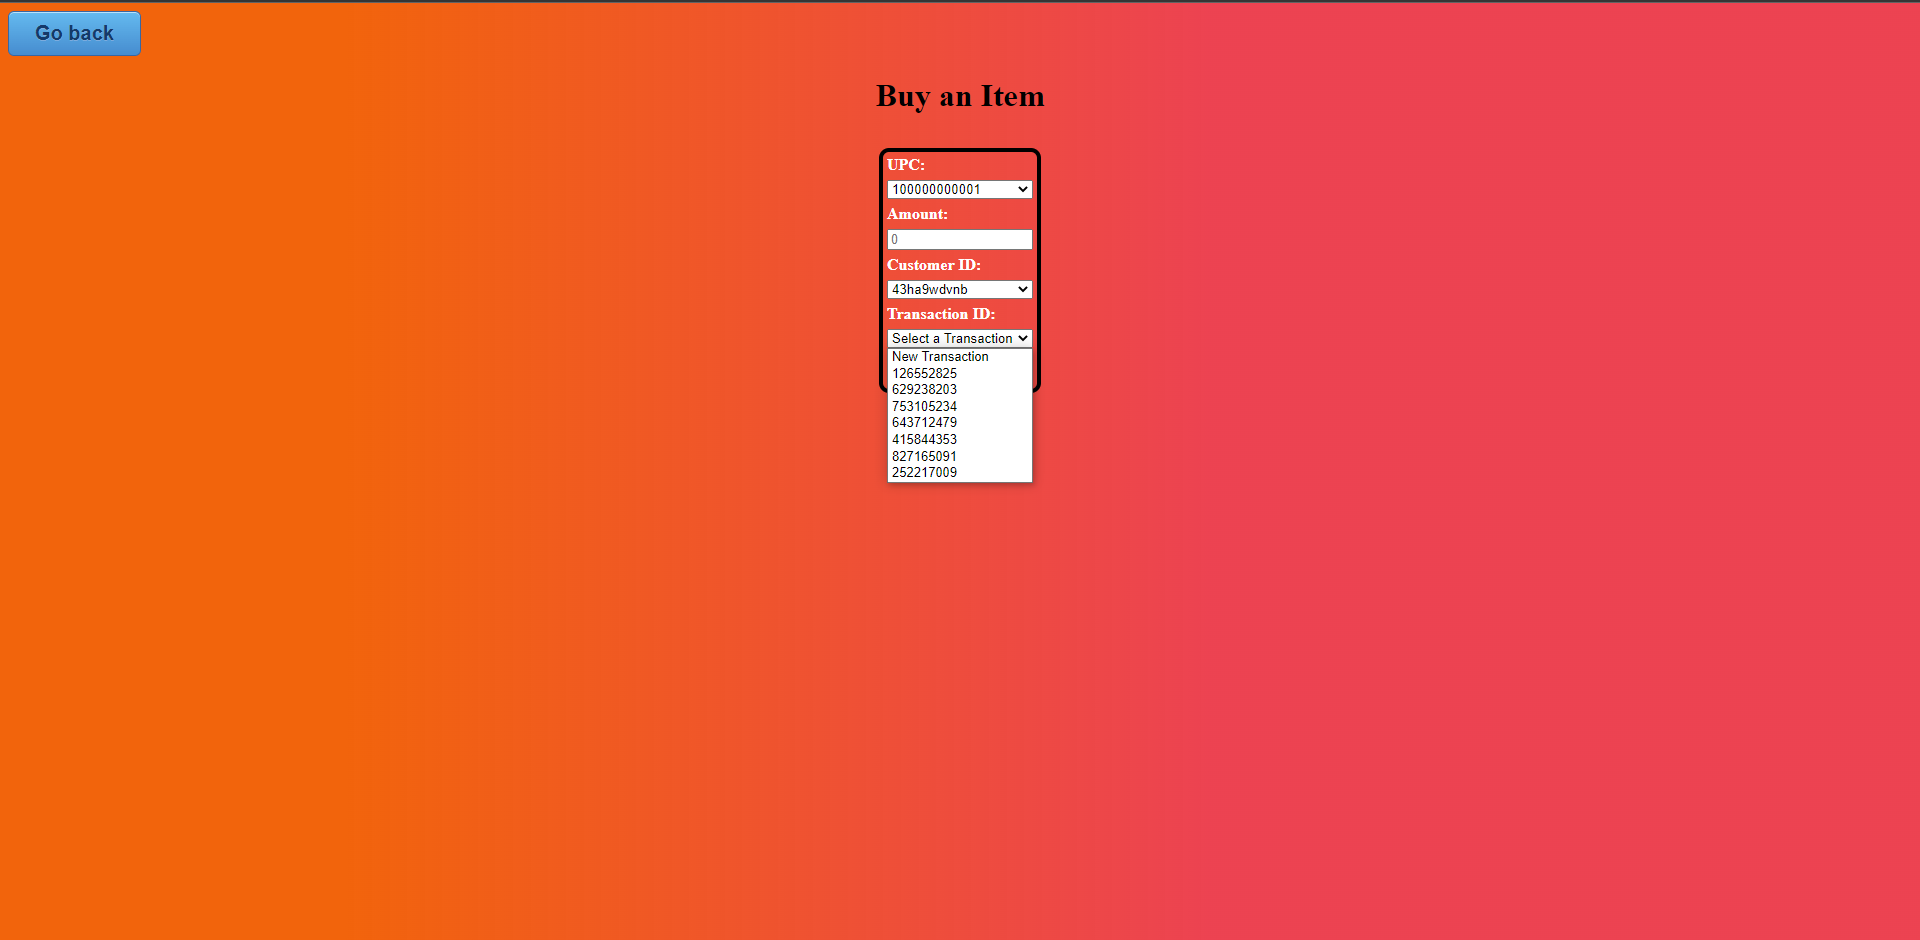 Go back
Buy an Item
UPC:
100000000001
Amount:
0
Customer ID:
43ha9wdvnb
Transaction ID:
Select a Transaction
New Transaction
126552825
629238203
753105234
643712479
415844353
827165091
252217009